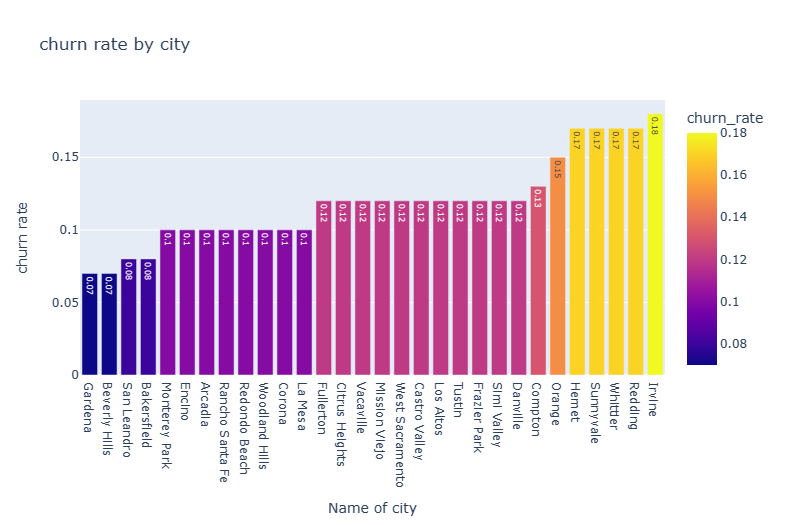 churn rate by city
churn_rate
0.18
0.16
0.14
0.12
0.1
0.08
churn rate
0.15
0.1
0.05
0
0.07
0.07
0.08
0.08
0.1
0.1
0.1
0.1
0.1
0.1
0.1
0.1
0.12
0.12
0.12
0.12
0.12
0.12
0.12
0.12
0.12
0.12
0.12
0.13
0.15
0.17
0.17
0.17
0.17
0.18
Gardena
Beverly Hills
San Leandro
Bakersfield
Monterey Park
Encino
Arcadia
Rancho Santa Fe
Redondo Beach
Woodland Hills
Corona
La Mesa
Fullerton
Citrus Heights
Vacaville
Mission Viejo
West Sacramento
Castro Valley
Los Altos
Tustin
Frazier Park
Simi Valley
Danville
Compton
Orange
Hemet
Sunnyvale
Whittier
Redding
Irvine
Name of city